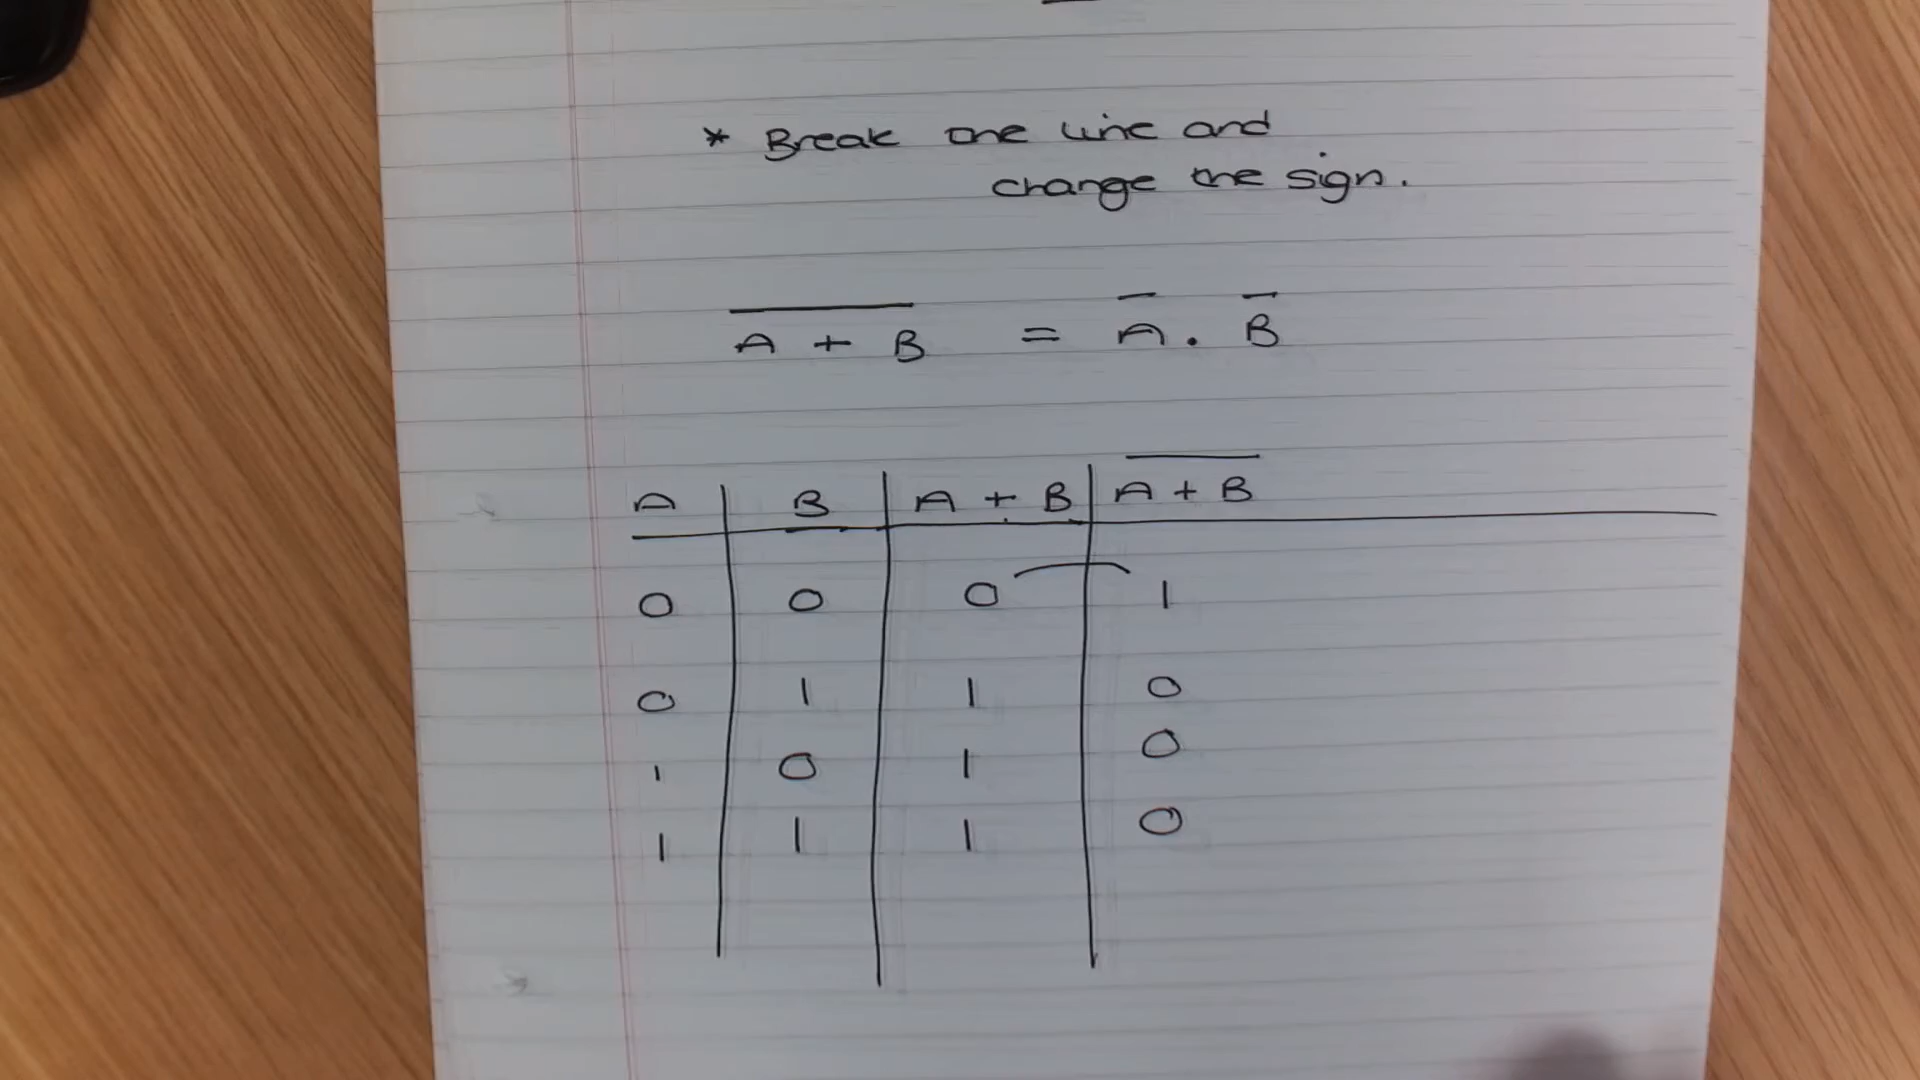 * Break the line and
change the sign.
A̅ ̅+̅ ̅B̅ = A̅ . B̅
A | B | A + B | A̅ ̅+̅ ̅B̅
0 | 0 | 0 | 1
0 | 1 | 1 | 0
1 | 0 | 1 | 0
1 | 1 | 1 | 0